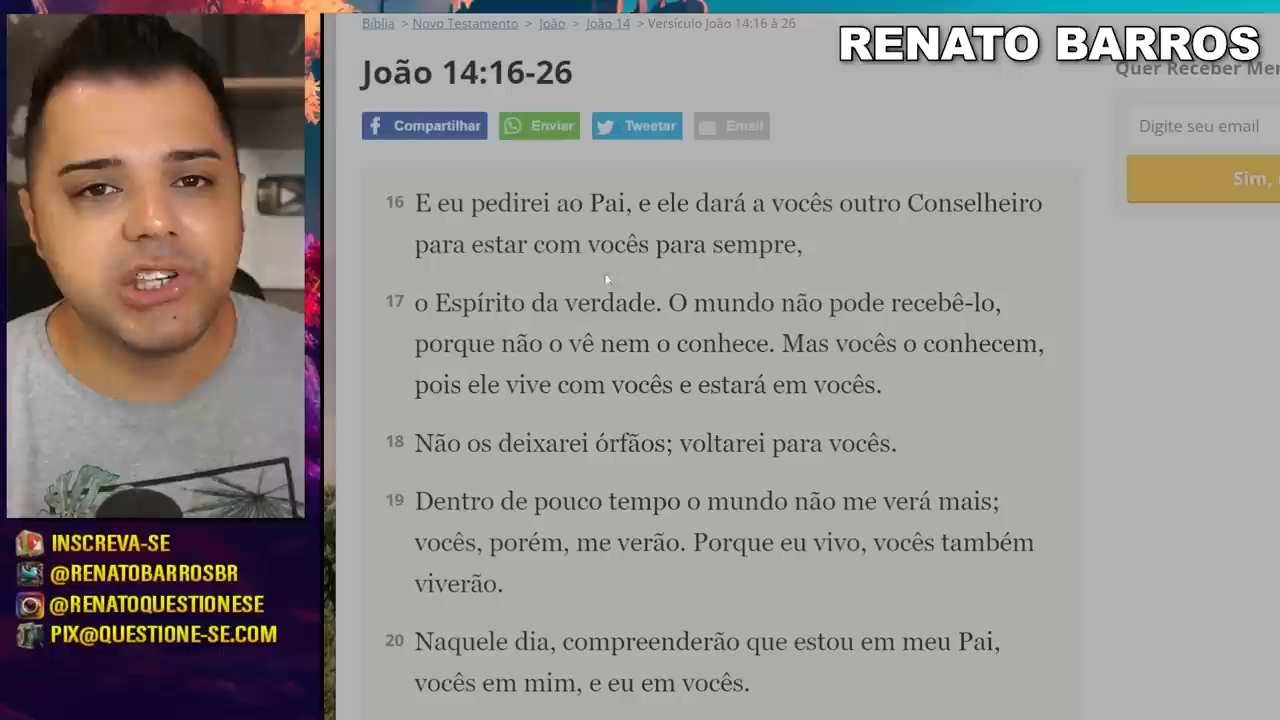 RENATO BARROS
Bíblia > Novo Testamento > João > João 14 > Versículo João 14:16 à 26
João 14:16-26
Quer Receber
Compartilhar
Enviar
Tweetar
Email
Digite seu email
Sim,
16 E eu pedirei ao Pai, e ele dará a vocês outro Conselheiro
para estar com vocês para sempre,
17 o Espírito da verdade. O mundo não pode recebê-lo,
porque não o vê nem o conhece. Mas vocês o conhecem,
pois ele vive com vocês e estará em vocês.
18 Não os deixarei órfãos; voltarei para vocês.
19 Dentro de pouco tempo o mundo não me verá mais;
vocês, porém, me verão. Porque eu vivo, vocês também
viverão.
20 Naquele dia, compreenderão que estou em meu Pai,
vocês em mim, e eu em vocês.
INSCREVA-SE
@RENATOBARROSBR
@RENATOQUESTIONESE
PIX@QUESTIONE-SE.COM